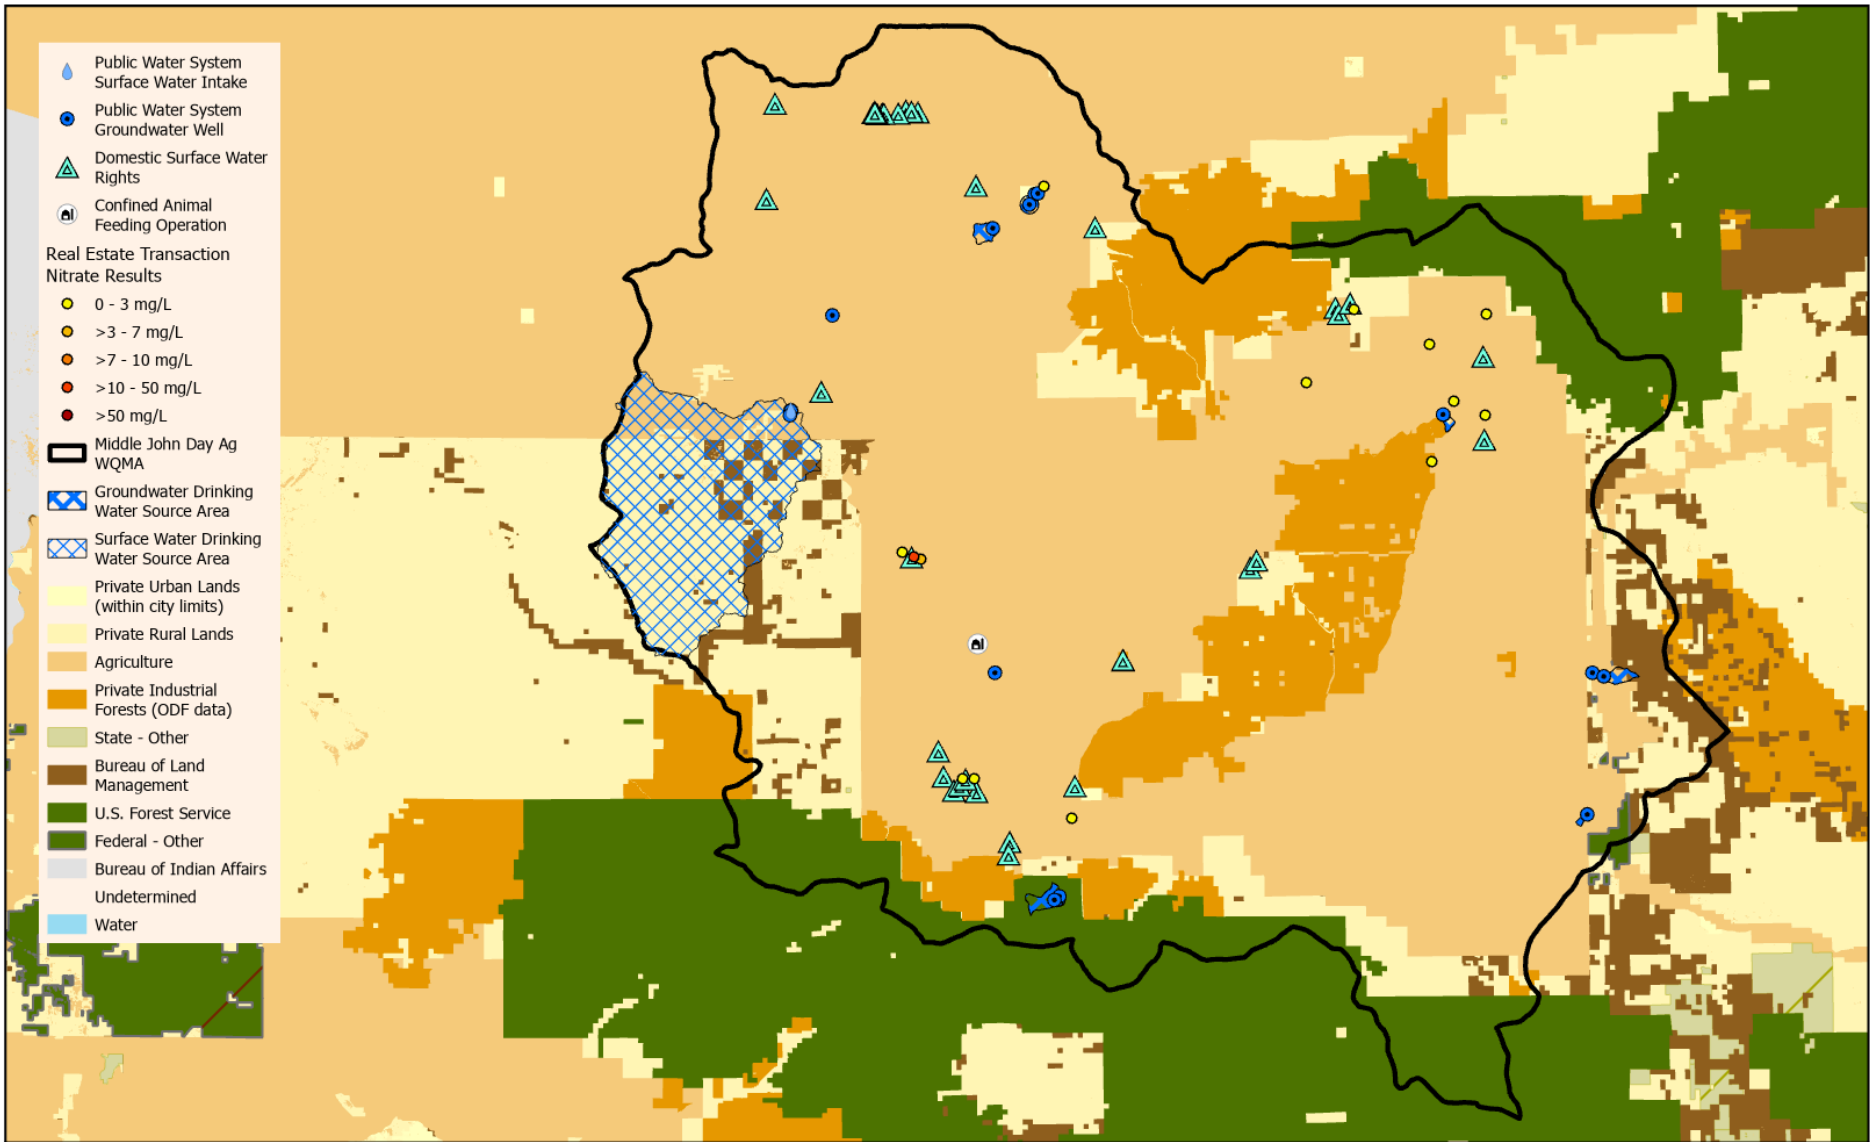 Public Water System
Surface Water Intake
Public Water System
Groundwater Well
Domestic Surface Water
Rights
Confined Animal
Feeding Operation
Real Estate Transaction
Nitrate Results
0 - 3 mg/L
>3 - 7 mg/L
>7 - 10 mg/L
>10 - 50 mg/L
>50 mg/L
Middle John Day Ag
WQMA
Groundwater Drinking
Water Source Area
Surface Water Drinking
Water Source Area
Private Urban Lands
(within city limits)
Private Rural Lands
Agriculture
Private Industrial
Forests (ODF data)
State - Other
Bureau of Land
Management
U.S. Forest Service
Federal - Other
Bureau of Indian Affairs
Undetermined
Water